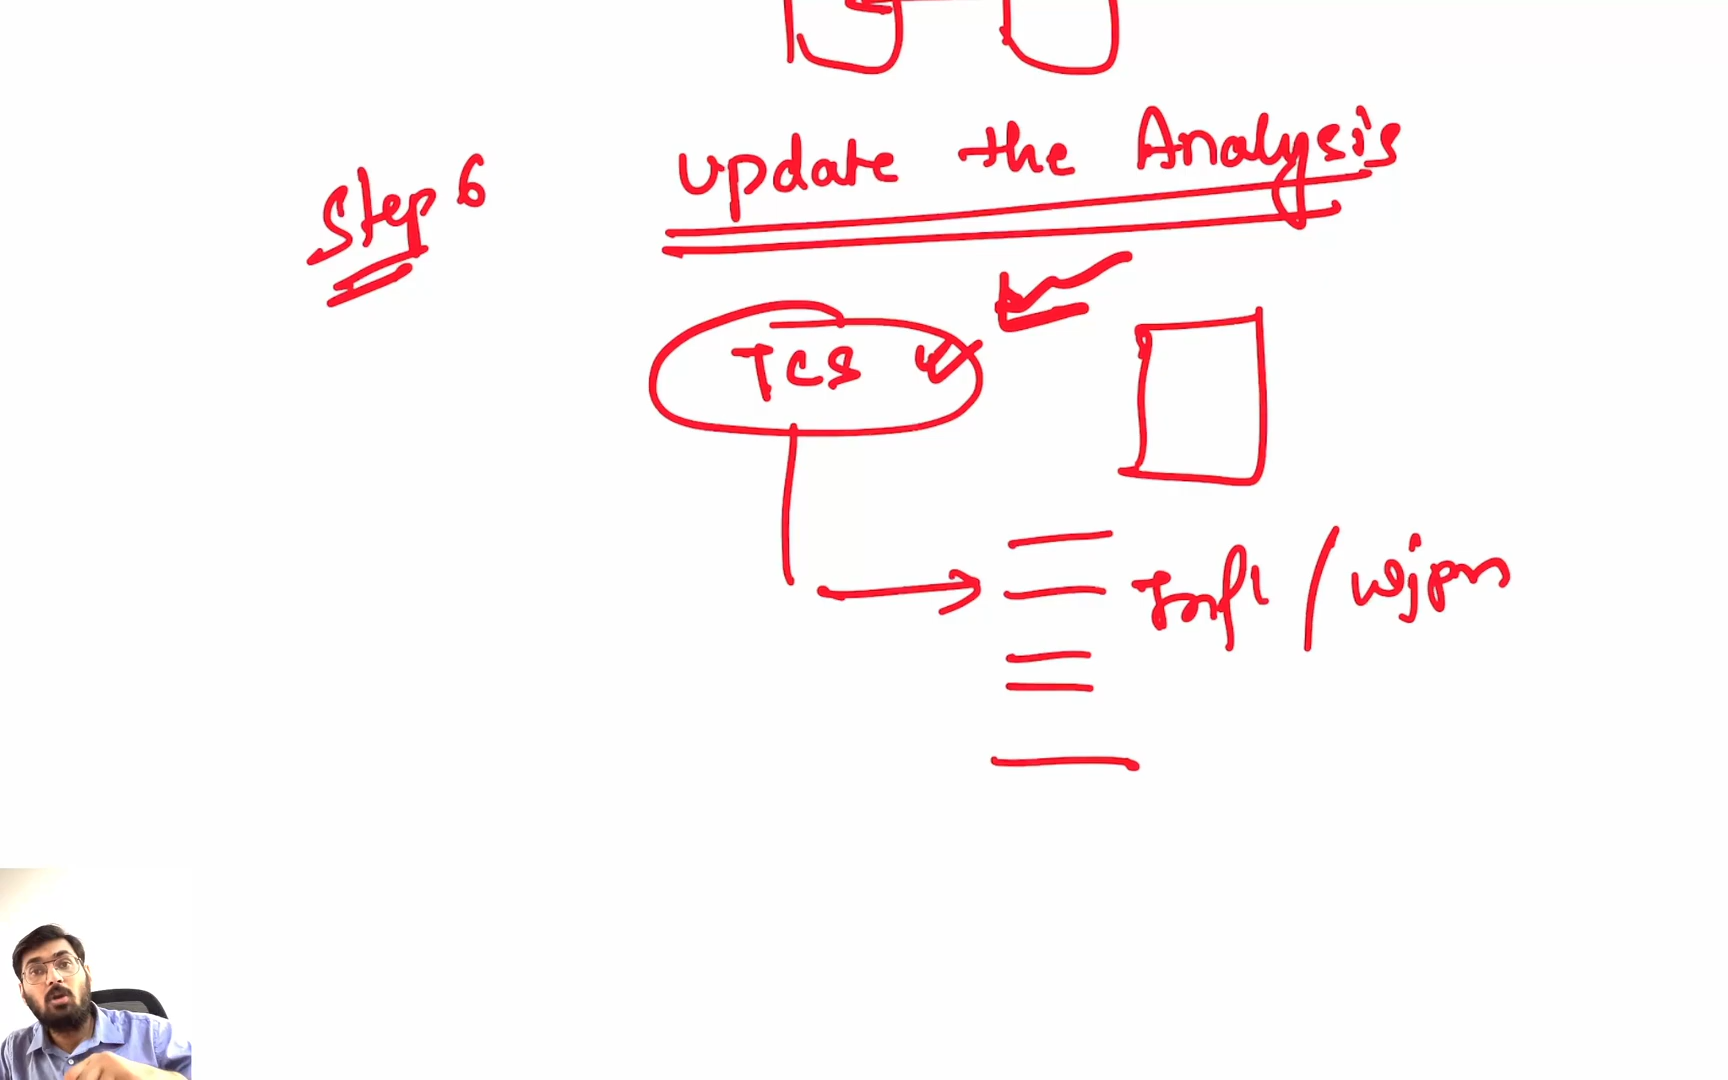 Step 6
update the Analysis
TCS
Infi / wipro